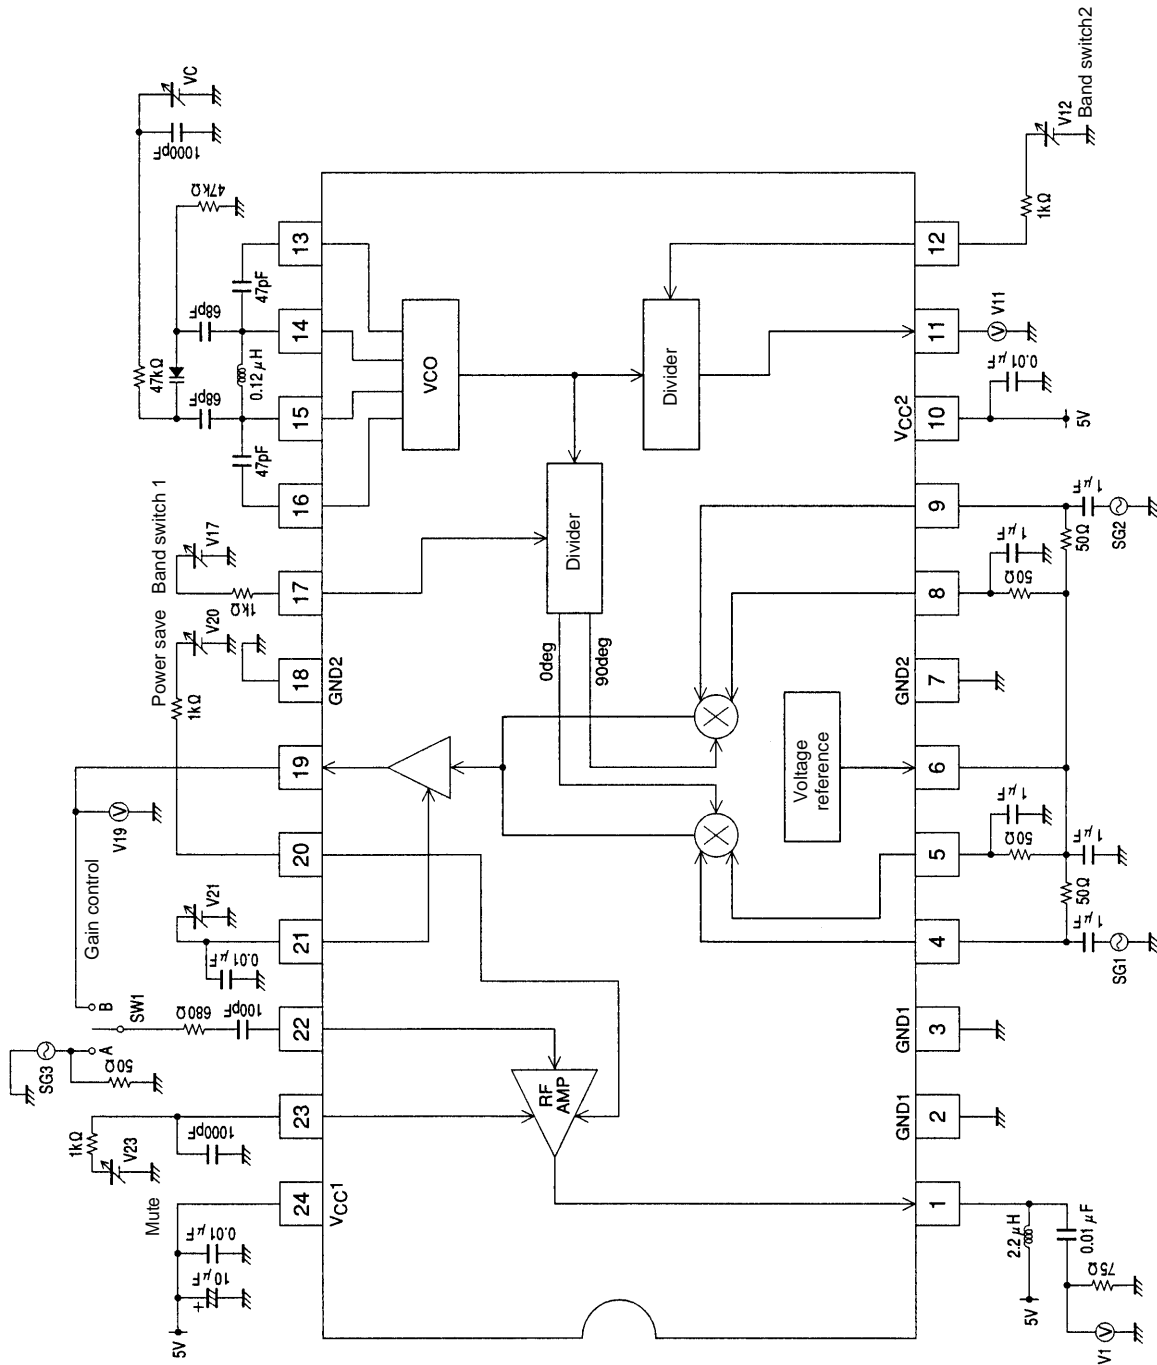 VC
1000pF
47kΩ
47kΩ
68pF
68pF
0.12μH
47pF
47pF
Band switch 1
V17
1kΩ
Power save
V20
1kΩ
V19
Gain control
V21
0.01μF
B
SW1
A
680Ω
100pF
SG3
50Ω
1kΩ
V23
1000pF
Mute
0.01μF
10μF
+
5V
24
23
22
21
20
19
18
17
16
15
14
13
VCC1
GND2
VCO
Divider
Divider
0deg
90deg
RF
AMP
Voltage
reference
GND1
GND1
GND2
VCC2
1
2
3
4
5
6
7
8
9
10
11
12
5V
2.2μH
0.01μF
75Ω
V1
1μF
SG1
50Ω
1μF
50Ω
1μF
50Ω
1μF
50Ω
1μF
SG2
5V
0.01μF
V11
1kΩ
V12
Band switch2